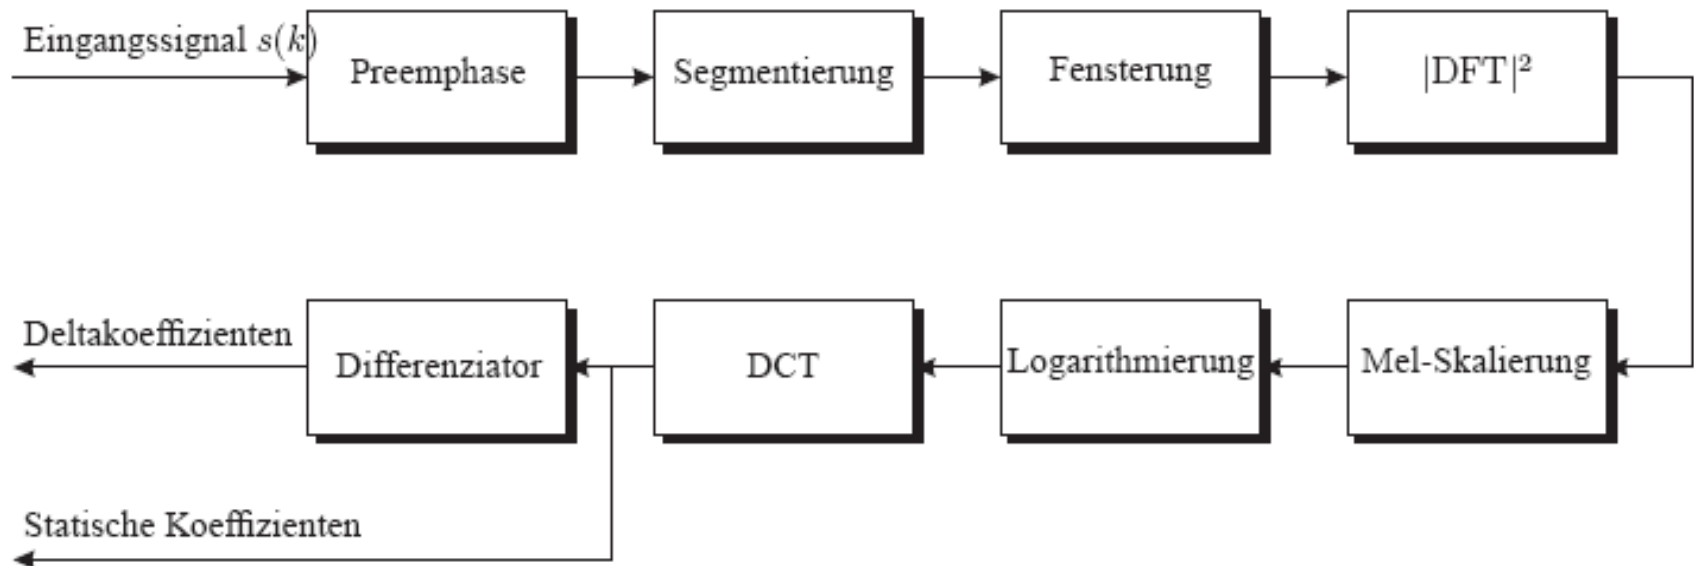 Eingangssignal s(k)
Preemphase
Segmentierung
Fensterung
|DFT|²
Deltakoeffizienten
Differenziator
DCT
Logarithmierung
Mel-Skalierung
Statische Koeffizienten